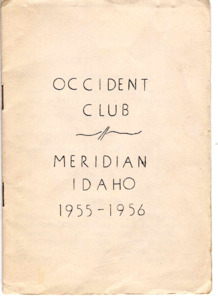 OCCIDENT
CLUB
MERIDIAN
IDAHO
1955-1956